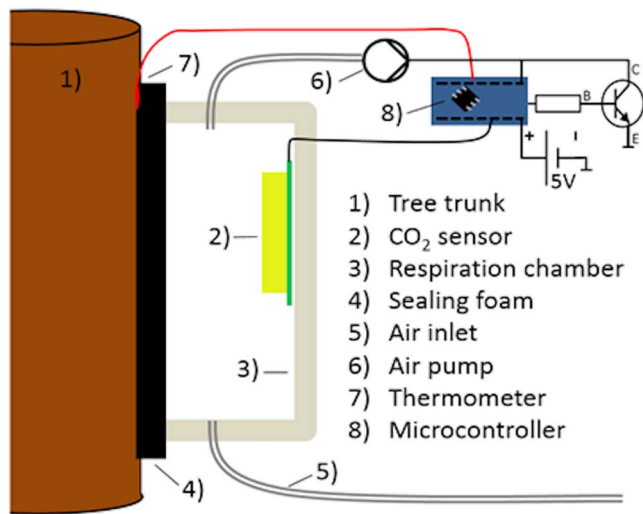 1)
7)
6)
8)
B
C
E
+
-
5V
2)
3)
4)
5)
1) Tree trunk
2) CO₂ sensor
3) Respiration chamber
4) Sealing foam
5) Air inlet
6) Air pump
7) Thermometer
8) Microcontroller